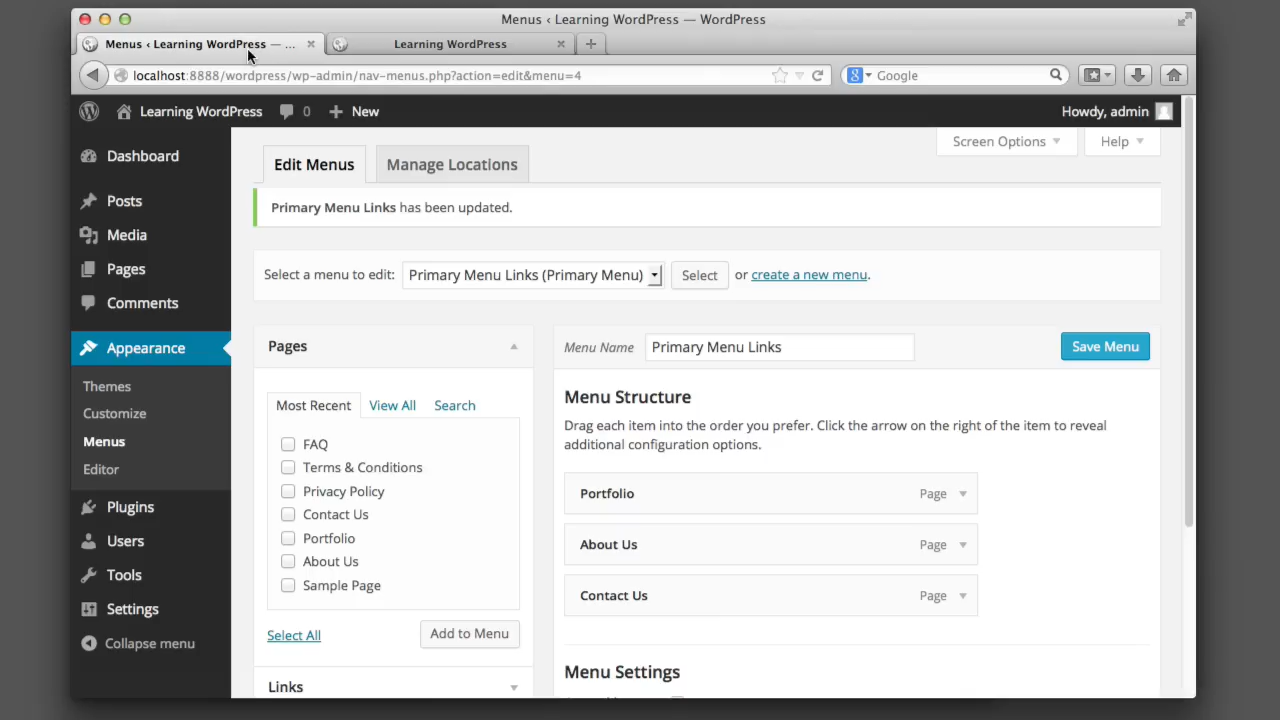 Menus ‹ Learning WordPress — WordPress
Menus ‹ Learning WordPress — ...
Learning WordPress
localhost:8888/wordpress/wp-admin/nav-menus.php?action=edit&menu=4
Google
Learning WordPress 0 New Howdy, admin
Screen Options Help
Dashboard
Posts
Media
Pages
Comments
Appearance
Themes
Customize
Menus
Editor
Plugins
Users
Tools
Settings
Collapse menu
Edit Menus Manage Locations
Primary Menu Links has been updated.
Select a menu to edit: Primary Menu Links (Primary Menu) Select or create a new menu.
Pages
Most Recent View All Search
FAQ
Terms & Conditions
Privacy Policy
Contact Us
Portfolio
About Us
Sample Page
Select All Add to Menu
Links
Menu Name Primary Menu Links Save Menu
Menu Structure
Drag each item into the order you prefer. Click the arrow on the right of the item to reveal
additional configuration options.
Portfolio Page
About Us Page
Contact Us Page
Menu Settings